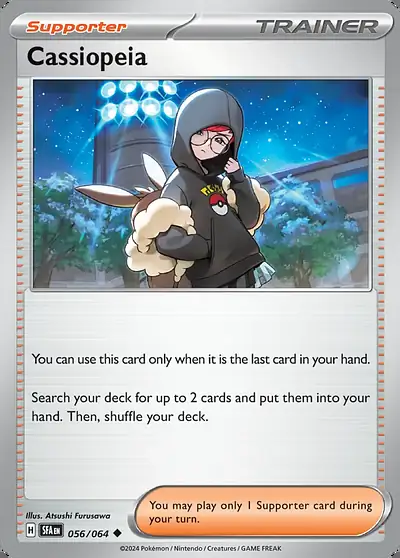 Supporter
TRAINER
Cassiopeia
You can use this card only when it is the last card in your hand.
Search your deck for up to 2 cards and put them into your
hand. Then, shuffle your deck.
Illus. Atsushi Furusawa
H SFA EN 056/064
You may play only 1 Supporter card during
your turn.
©2024 Pokémon / Nintendo / Creatures / GAME FREAK